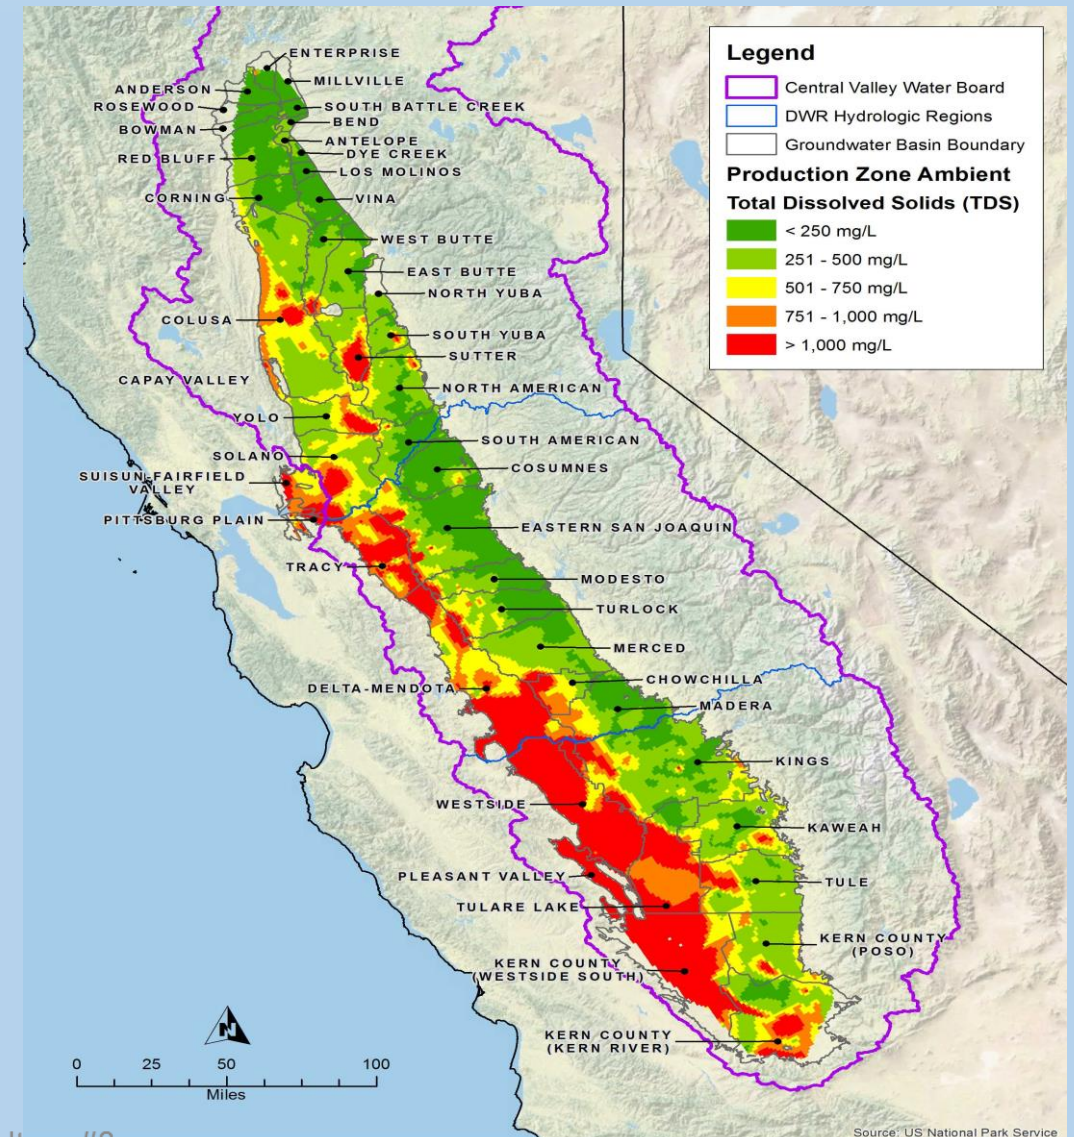 ENTERPRISE
MILLVILLE
ANDERSON
ROSEWOOD
SOUTH BATTLE CREEK
BEND
BOWMAN
ANTELOPE
DYE CREEK
RED BLUFF
LOS MOLINOS
CORNING
VINA
WEST BUTTE
EAST BUTTE
NORTH YUBA
COLUSA
SOUTH YUBA
SUTTER
CAPAY VALLEY
NORTH AMERICAN
YOLO
SOUTH AMERICAN
SOLANO
COSUMNES
SUISUN-FAIRFIELD
VALLEY
PITTSBURG PLAIN
EASTERN SAN JOAQUIN
TRACY
MODESTO
TURLOCK
MERCED
DELTA-MENDOTA
CHOWCHILLA
MADERA
KINGS
WESTSIDE
KAWEAH
PLEASANT VALLEY
TULE
TULARE LAKE
KERN COUNTY
(POSO)
KERN COUNTY
(WESTSIDE SOUTH)
KERN COUNTY
(KERN RIVER)
Legend
Central Valley Water Board
DWR Hydrologic Regions
Groundwater Basin Boundary
Production Zone Ambient
Total Dissolved Solids (TDS)
< 250 mg/L
251 - 500 mg/L
501 - 750 mg/L
751 - 1,000 mg/L
> 1,000 mg/L
N
0 25 50 100
Miles
Source: US National Park Service